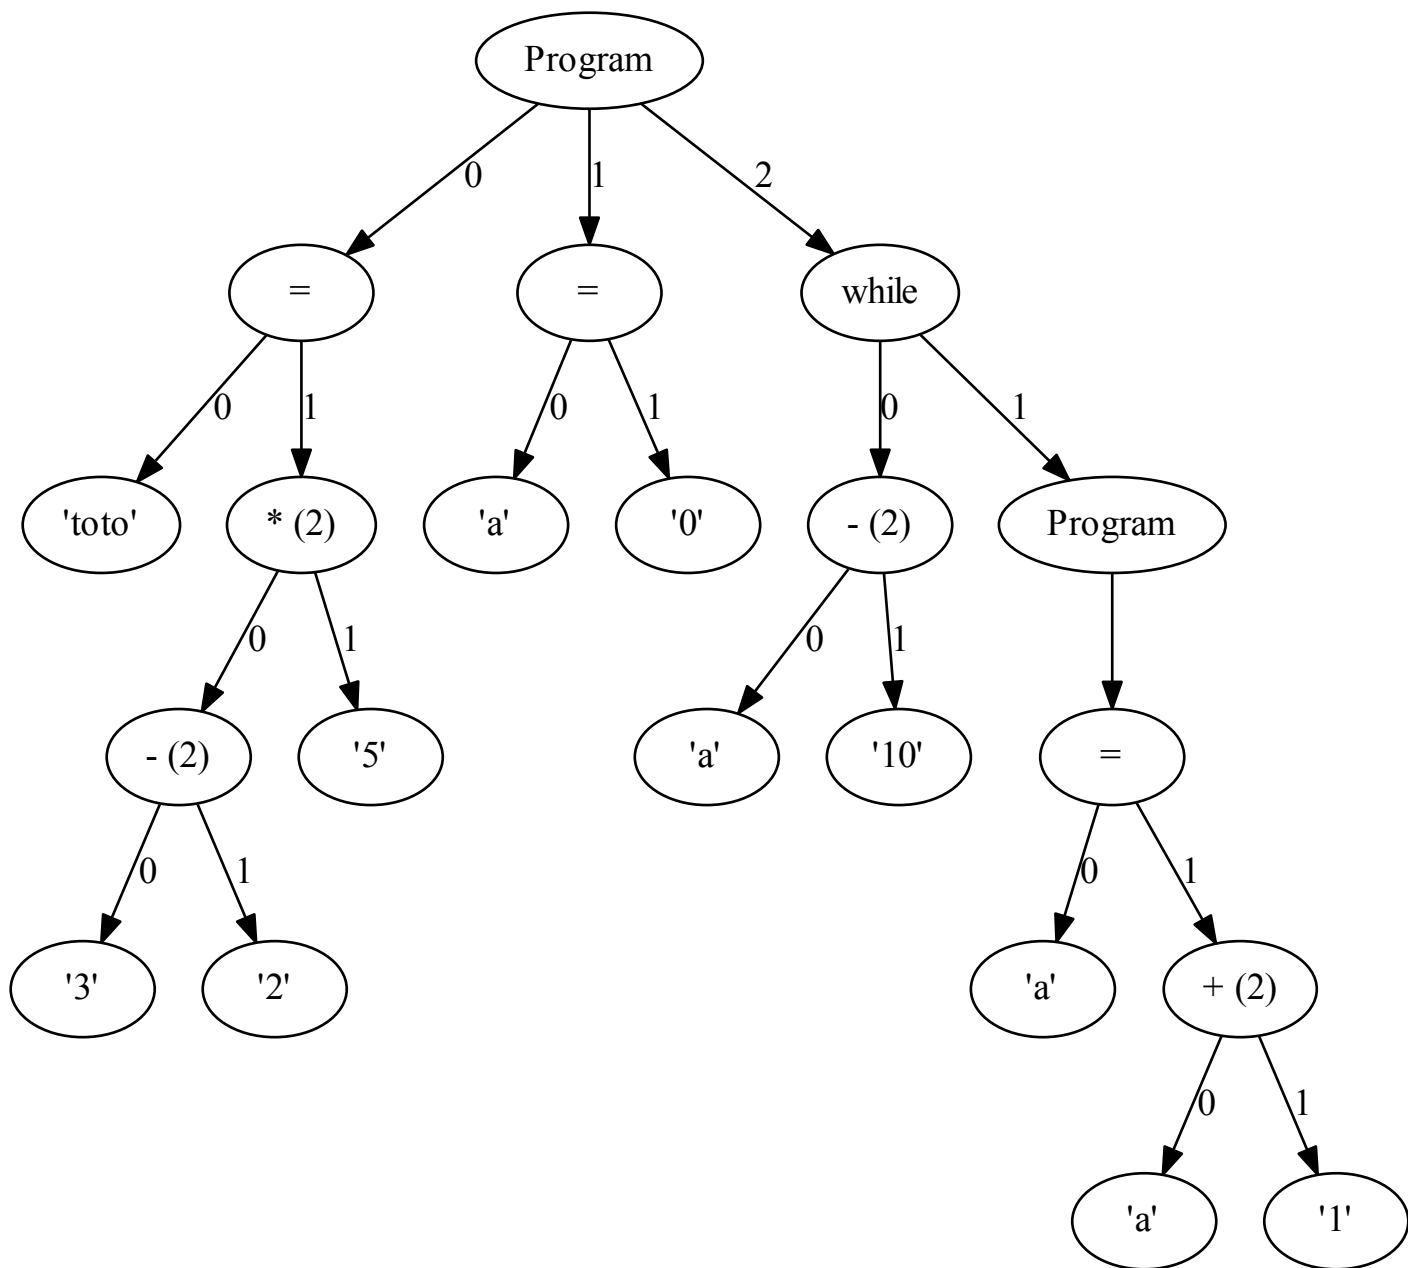 Program
0 1 2
= = while
0 1 0 1 0 1
'toto' * (2) 'a' '0' - (2) Program
0 1 0 1
- (2) '5' 'a' '10' =
0 1 0 1
'3' '2' 'a' + (2)
0 1
'a' '1'